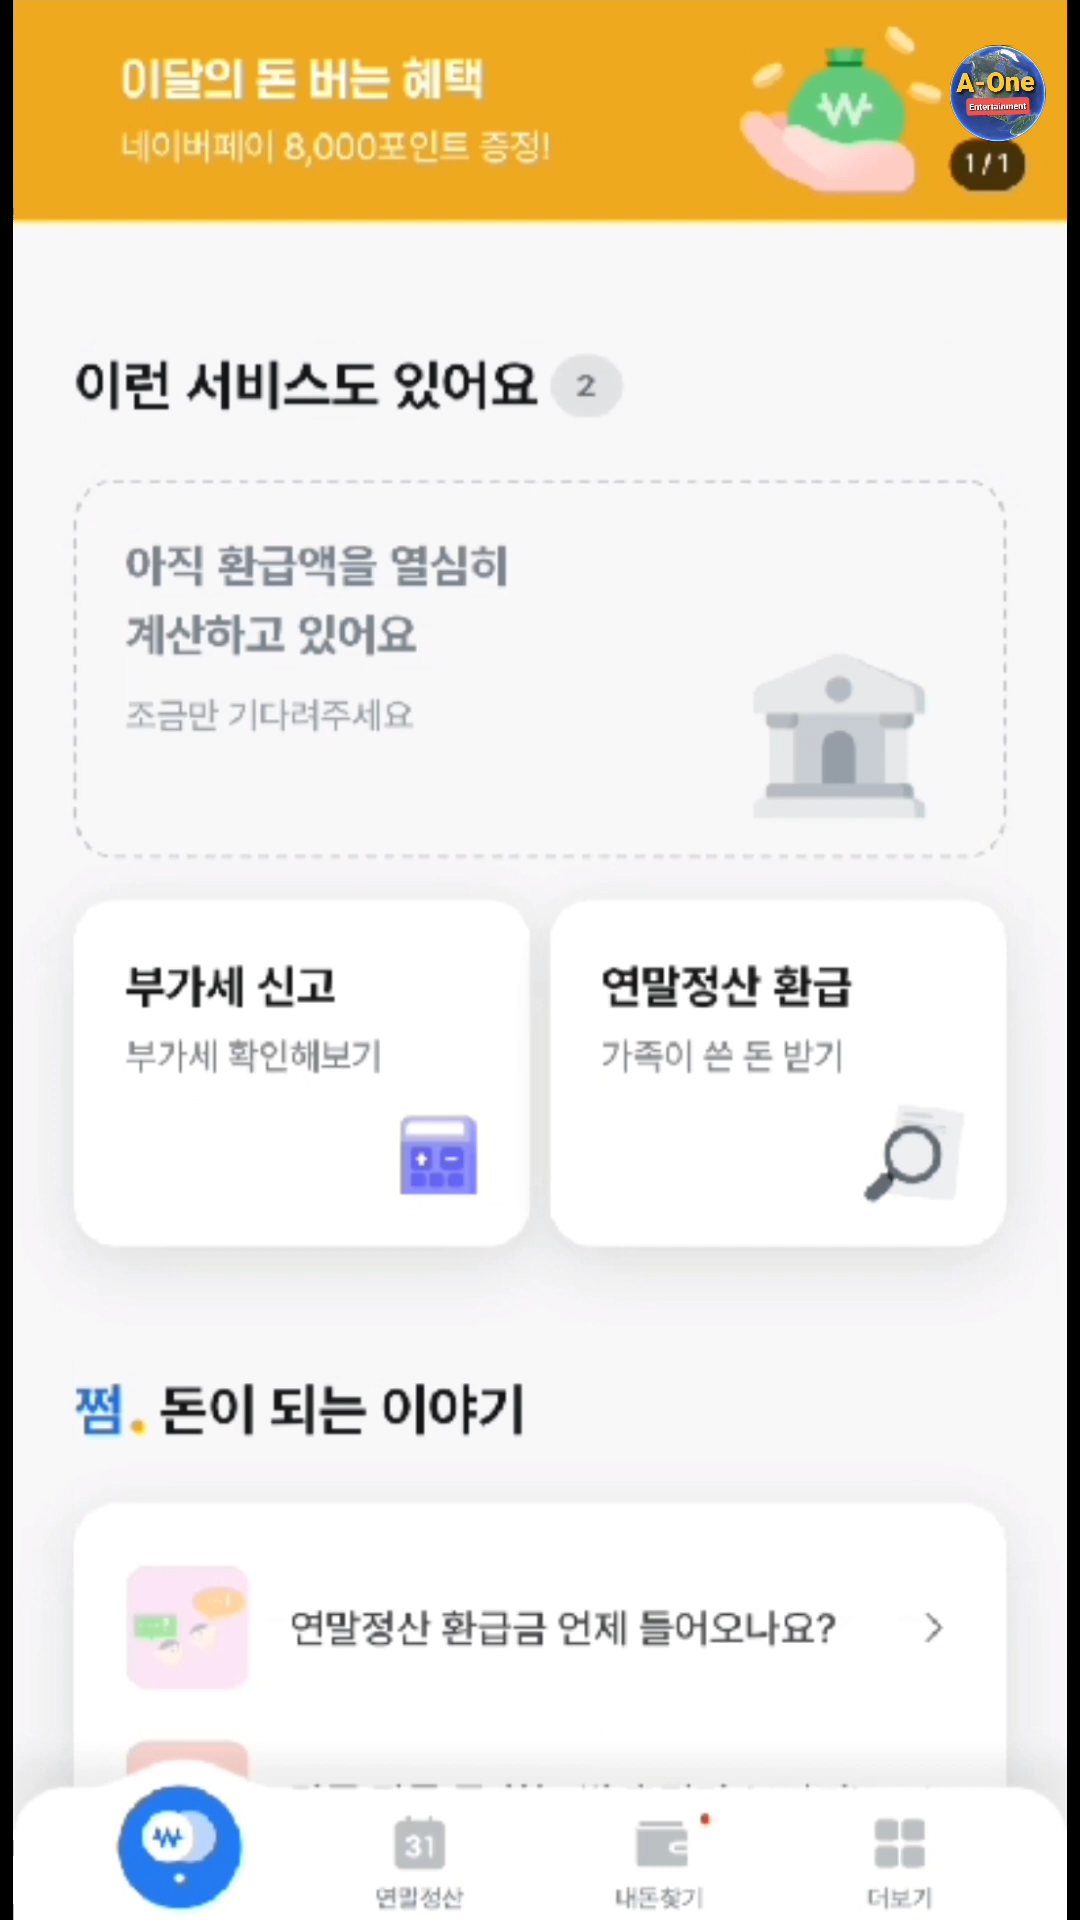 이달의 돈 버는 혜택
네이버페이 8,000포인트 증정!
A-One
Entertainment
1/1
이런 서비스도 있어요 2
아직 환급액을 열심히
계산하고 있어요
조금만 기다려주세요
부가세 신고
부가세 확인해보기
연말정산 환급
가족이 쓴 돈 받기
쩜. 돈이 되는 이야기
연말정산 환급금 언제 들어오나요?
31
연말정산
내돈찾기
더보기